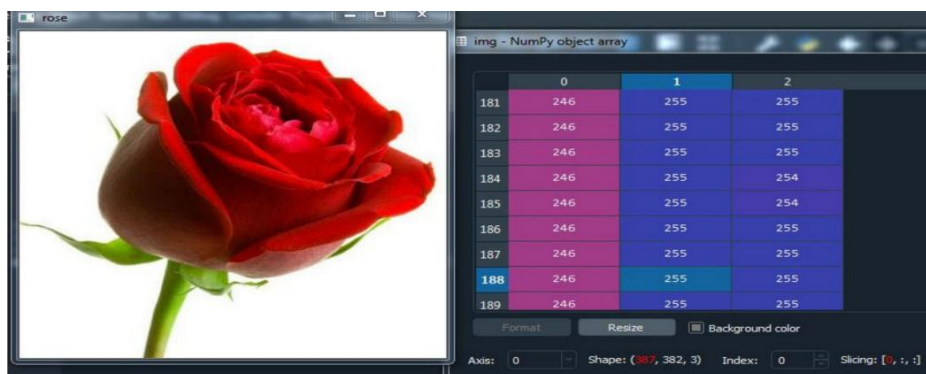 rose
img - NumPy object array
0 1 2
181 246 255 255
182 246 255 255
183 246 255 255
184 246 255 254
185 246 255 254
186 246 255 255
187 246 255 255
188 246 255 255
189 246 255 255
Format Resize Background color
Axis: 0 Shape: (387, 382, 3) Index: 0 Slicing: [0, :, :]